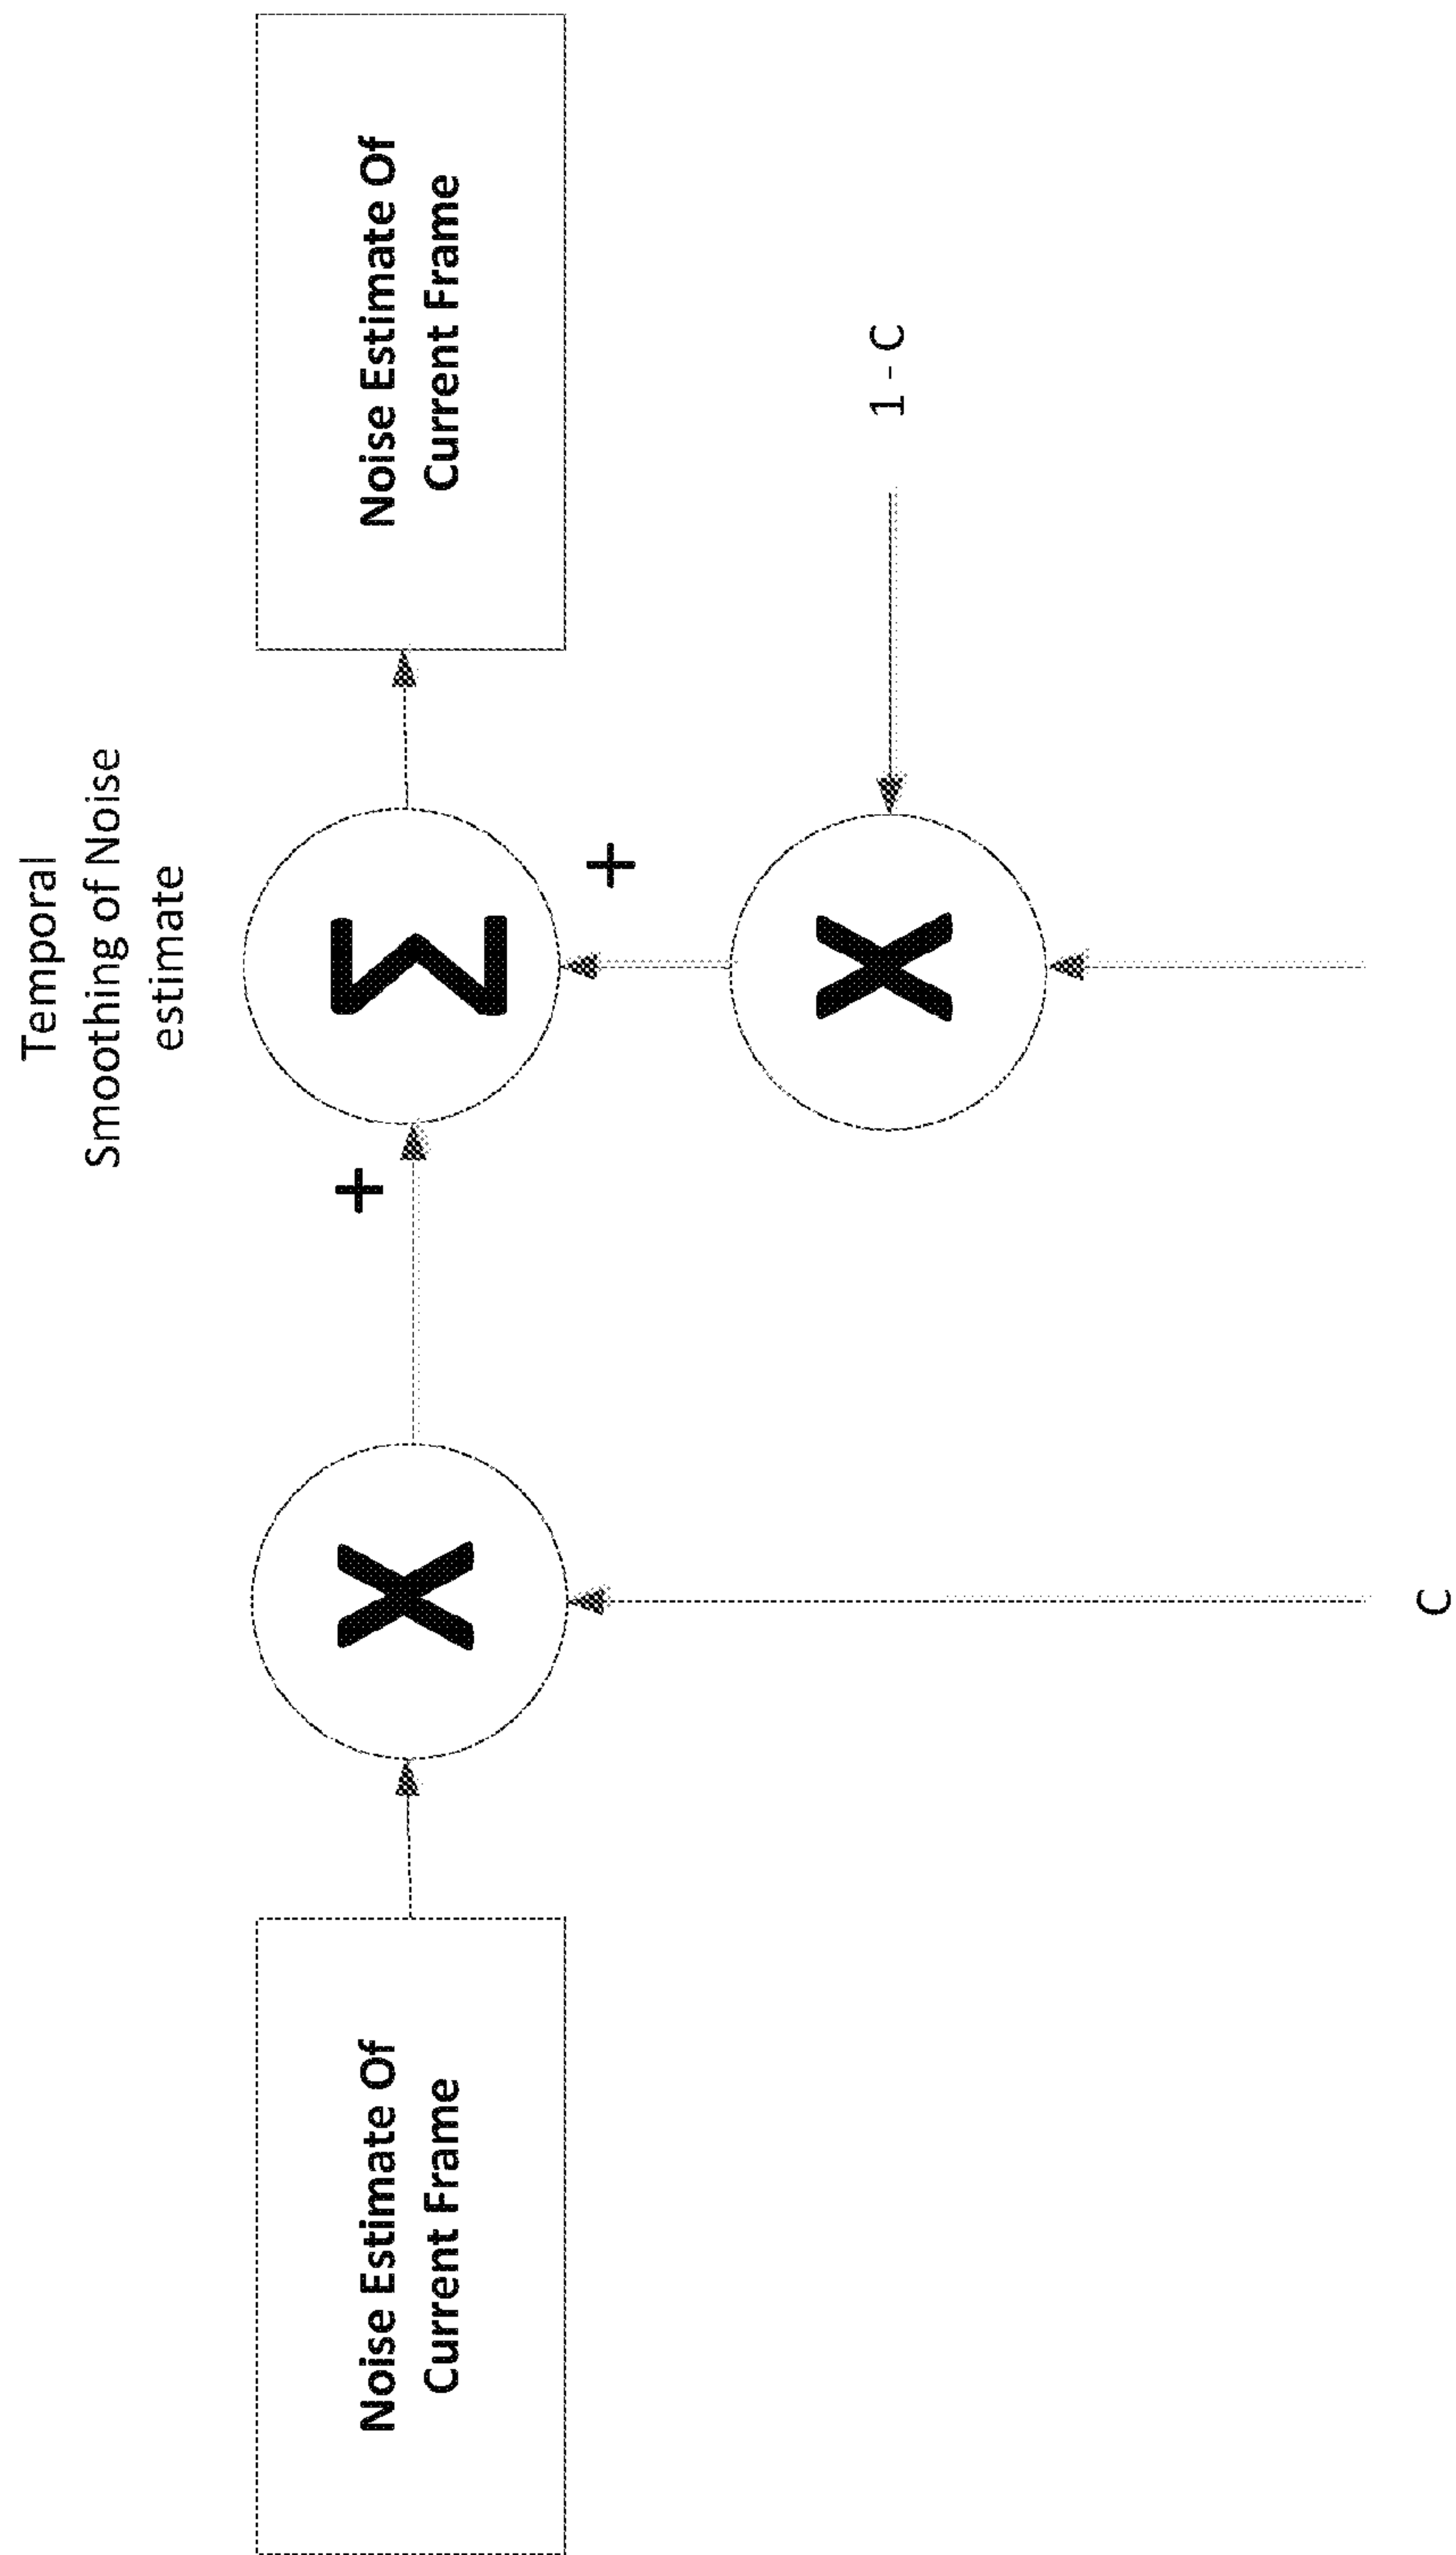 Temporal
Smoothing of Noise
estimate
Noise Estimate Of
Current Frame
X
+
Σ
Noise Estimate Of
Current Frame
+
X
1 - C
C